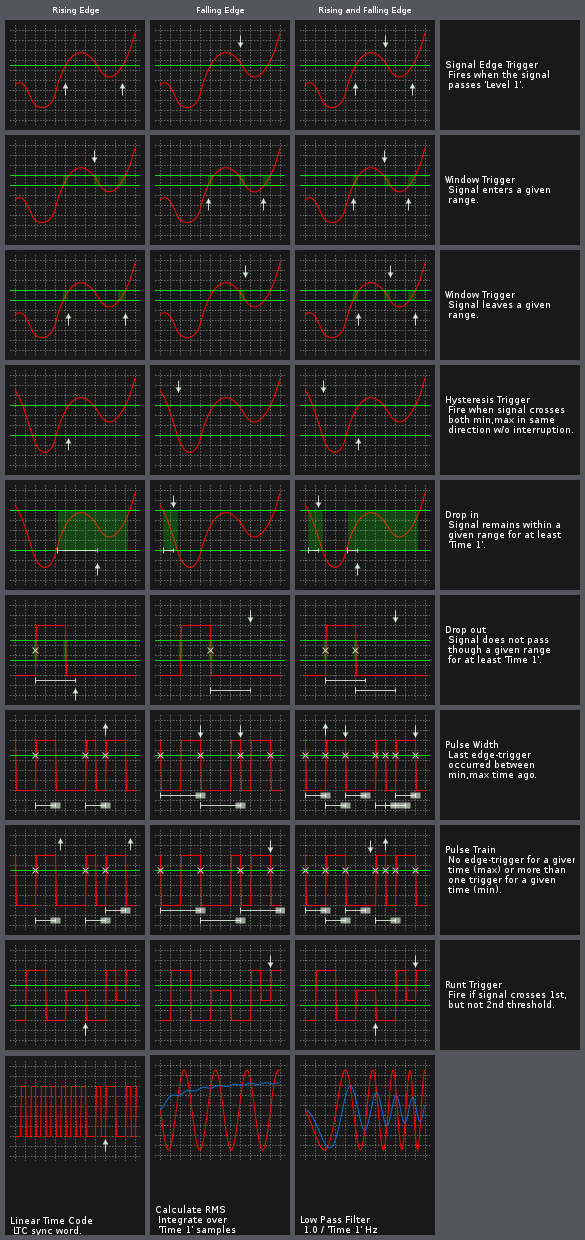 Rising Edge
Falling Edge
Rising and Falling Edge
Signal Edge Trigger
Fires when the signal
passes 'Level 1'.
Window Trigger
Signal enters a given
range.
Window Trigger
Signal leaves a given
range.
Hysteresis Trigger
Fire when signal crosses
both min,max in same
direction w/o interruption.
Drop in
Signal remains within a
given range for at least
'Time 1'.
Drop out
Signal does not pass
though a given range
for at least 'Time 1'.
Pulse Width
Last edge-trigger
occurred between
min,max time ago.
Pulse Train
No edge-trigger for a given
time (max) or more than
one trigger for a given
time (min).
Runt Trigger
Fire if signal crosses 1st,
but not 2nd threshold.
Linear Time Code
LTC sync word.
Calculate RMS
Integrate over
'Time 1' samples
Low Pass Filter
1.0 / 'Time 1' Hz